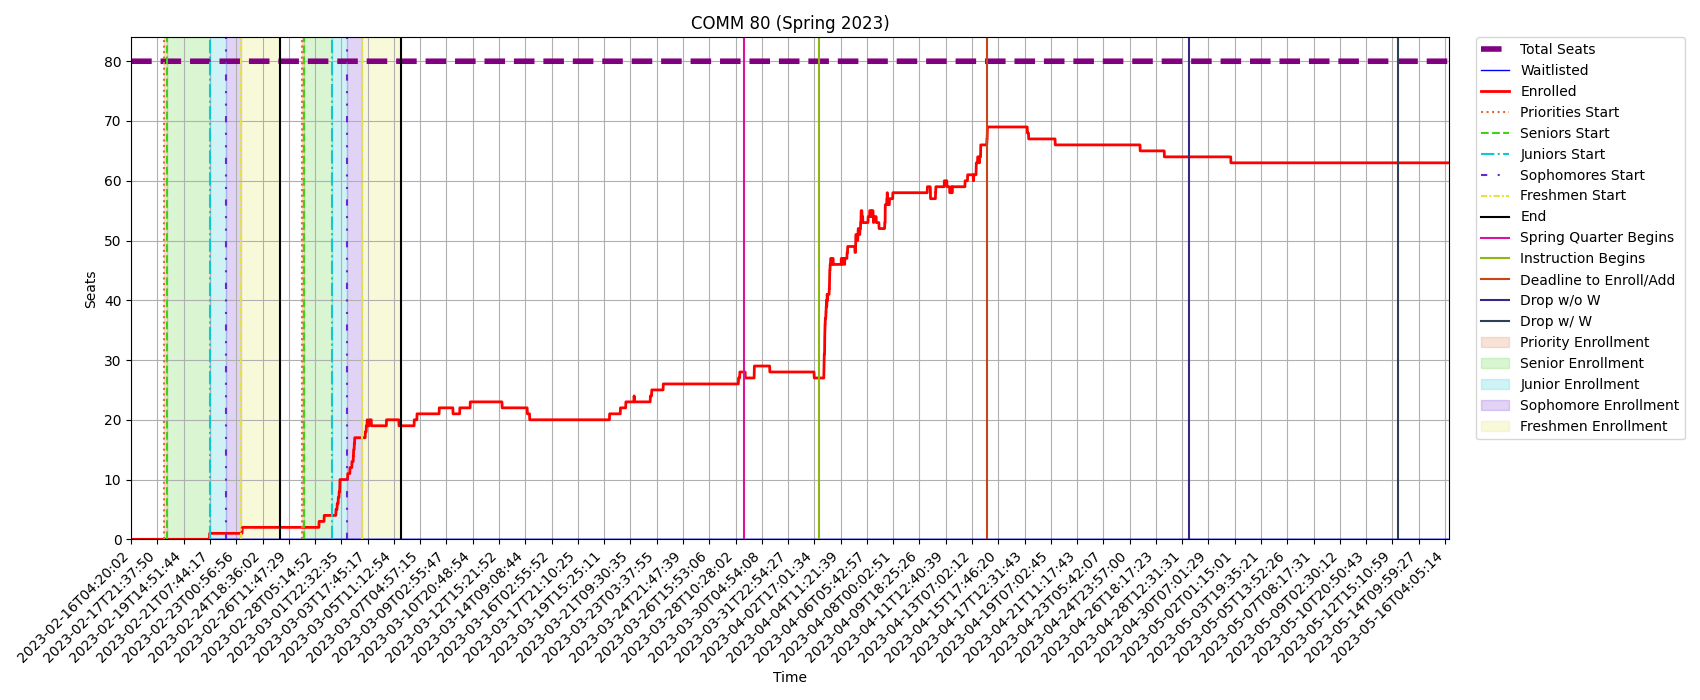 COMM 80 (Spring 2023)
Seats
80
70
60
50
40
30
20
10
0
2023-02-16T04:20:02
2023-02-17T21:37:50
2023-02-19T14:51:44
2023-02-21T07:44:17
2023-02-23T00:56:56
2023-02-24T18:36:02
2023-02-26T11:47:29
2023-02-28T05:14:52
2023-03-01T22:32:35
2023-03-03T17:45:17
2023-03-05T11:12:54
2023-03-07T04:57:15
2023-03-09T02:55:47
2023-03-10T20:48:54
2023-03-12T15:21:52
2023-03-14T09:08:44
2023-03-16T02:55:52
2023-03-17T21:10:25
2023-03-19T15:25:11
2023-03-21T09:30:35
2023-03-23T03:37:55
2023-03-24T21:47:39
2023-03-26T15:53:06
2023-03-28T10:28:02
2023-03-30T04:54:08
2023-03-31T22:54:27
2023-04-02T17:01:34
2023-04-04T11:21:39
2023-04-06T05:42:57
2023-04-08T00:02:51
2023-04-09T18:25:26
2023-04-11T12:40:39
2023-04-13T07:02:12
2023-04-15T17:46:20
2023-04-17T12:31:43
2023-04-19T07:02:45
2023-04-21T11:17:43
2023-04-23T05:42:07
2023-04-24T23:57:00
2023-04-26T18:17:23
2023-04-28T12:31:31
2023-04-30T07:01:29
2023-05-02T01:15:01
2023-05-03T19:35:21
2023-05-05T13:52:26
2023-05-07T08:17:31
2023-05-09T02:30:12
2023-05-10T20:50:43
2023-05-12T15:10:59
2023-05-14T09:59:27
2023-05-16T04:05:14
Time
Total Seats
Waitlisted
Enrolled
Priorities Start
Seniors Start
Juniors Start
Sophomores Start
Freshmen Start
End
Spring Quarter Begins
Instruction Begins
Deadline to Enroll/Add
Drop w/o W
Drop w/ W
Priority Enrollment
Senior Enrollment
Junior Enrollment
Sophomore Enrollment
Freshmen Enrollment